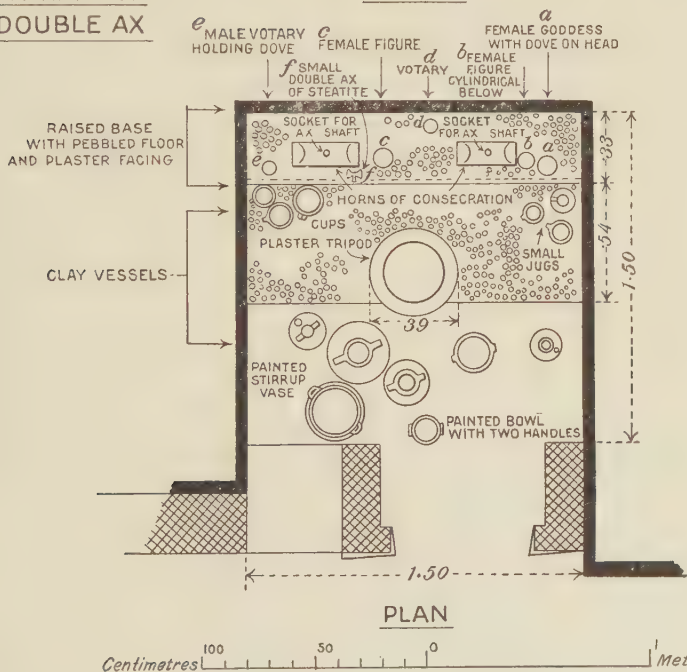 DOUBLE AX
e MALE VOTARY
HOLDING DOVE
c
FEMALE FIGURE
f SMALL
DOUBLE AX
OF STEATITE
d
VOTARY
a
FEMALE GODDESS
WITH DOVE ON HEAD
b FEMALE
FIGURE
CYLINDRICAL
BELOW
RAISED BASE
WITH PEBBLED FLOOR
AND PLASTER FACING
SOCKET FOR
AX SHAFT
d
SOCKET
FOR AX SHAFT
e
c
f
b
a
HORNS OF CONSECRATION
CUPS
PLASTER TRIPOD
SMALL
JUGS
CLAY VESSELS
.33
.54
1.50
.39
PAINTED
STIRRUP
VASE
PAINTED BOWL
WITH TWO HANDLES
1.50
PLAN
Centimetres
100
50
0
1